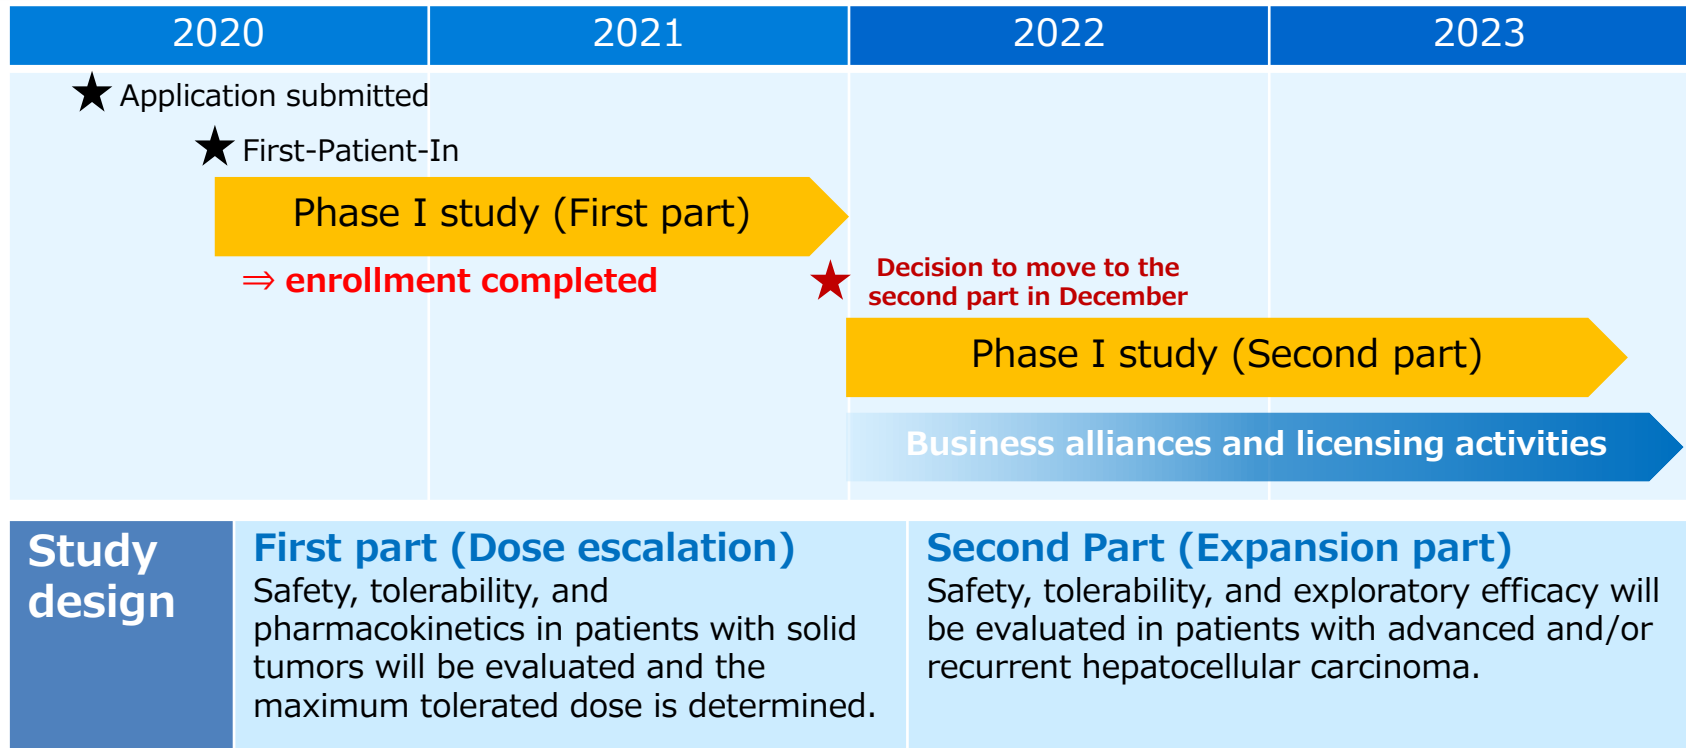 2020
2021
2022
2023
★ Application submitted
★ First-Patient-In
Phase I study (First part)
⇒ enrollment completed
★ Decision to move to the
second part in December
Phase I study (Second part)
Business alliances and licensing activities
Study
design
First part (Dose escalation)
Safety, tolerability, and
pharmacokinetics in patients with solid
tumors will be evaluated and the
maximum tolerated dose is determined.
Second Part (Expansion part)
Safety, tolerability, and exploratory efficacy will
be evaluated in patients with advanced and/or
recurrent hepatocellular carcinoma.